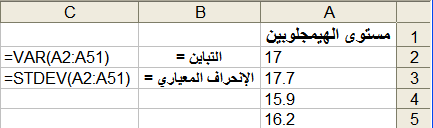 A B C
1 مستوى الهيمجلوبين
2 17 التباين = =VAR(A2:A51)
3 17.7 الإنحراف المعياري = =STDEV(A2:A51)
4 15.9
5 16.2